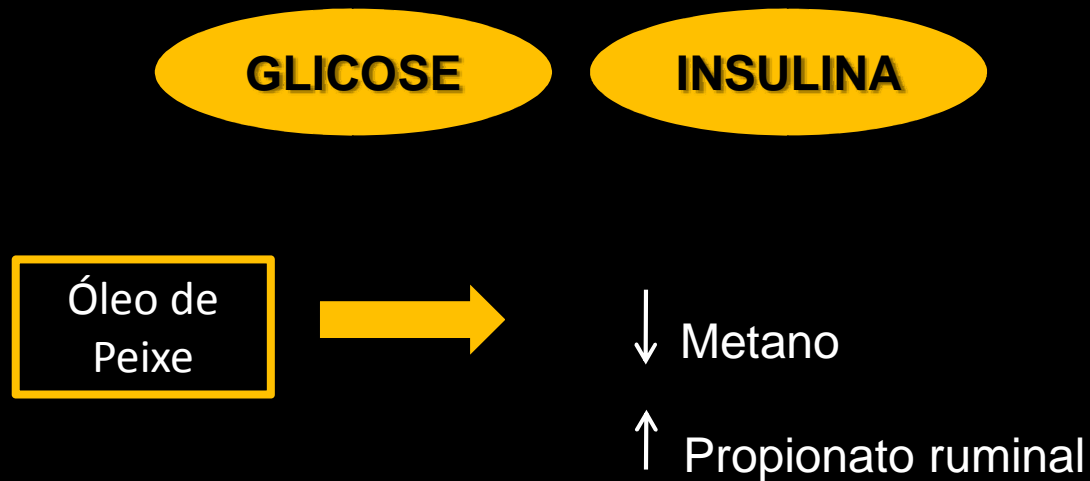 GLICOSE
INSULINA
Óleo de
Peixe
Metano
Propionato ruminal